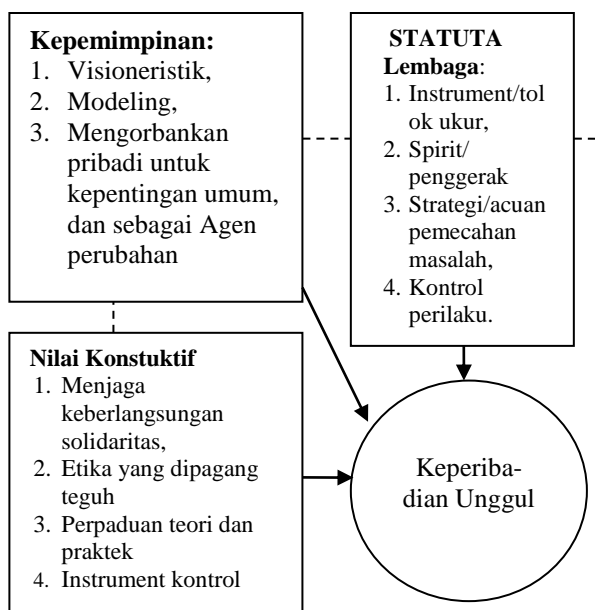 Kepemimpinan:
1. Visioneristik,
2. Modeling,
3. Mengorbankan
pribadi untuk
kepentingan umum,
dan sebagai Agen
perubahan
STATUTA
Lembaga:
1. Instrument/tol
ok ukur,
2. Spirit/
penggerak
3. Strategi/acuan
pemecahan
masalah,
4. Kontrol
perilaku.
Nilai Konstuktif
1. Menjaga
keberlangsungan
solidaritas,
2. Etika yang dipagang
teguh
3. Perpaduan teori dan
praktek
4. Instrument kontrol
Keperiba-
dian Unggul